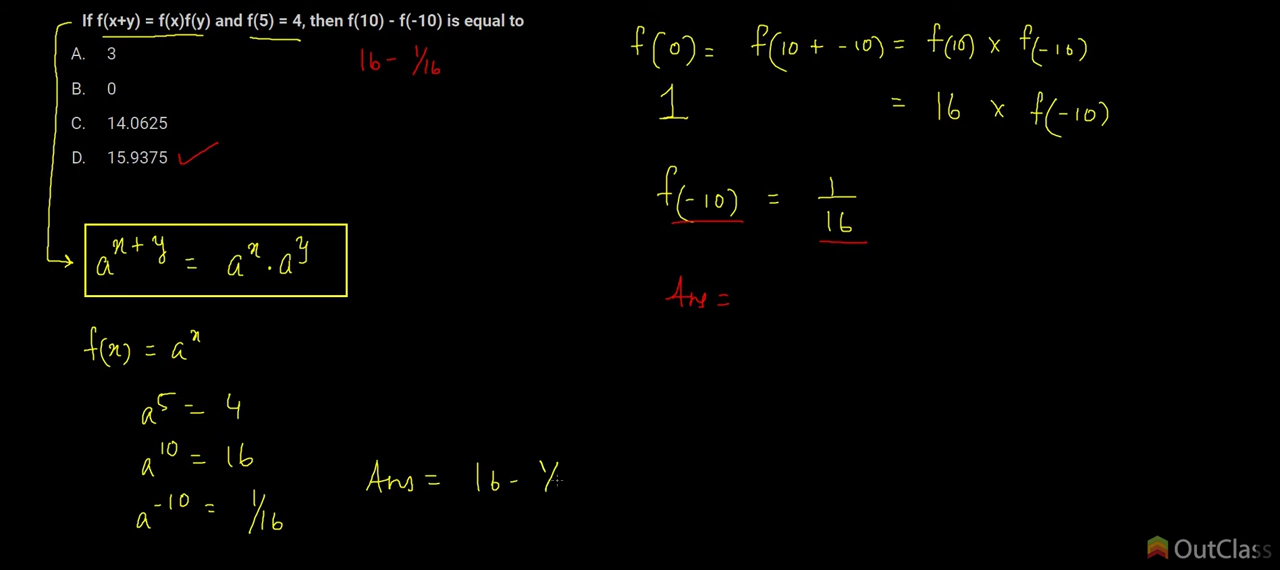 If f(x+y) = f(x)f(y) and f(5) = 4, then f(10) - f(-10) is equal to
A. 3
16 - 1/16
B. 0
C. 14.0625
D. 15.9375
a^{x+y} = a^x · a^y
f(x) = a^x
a^5 = 4
a^{10} = 16
a^{-10} = 1/16
Ans = 16 - 1/
f(0) = f(10 + -10) = f(10) × f(-10)
1 = 16 × f(-10)
f(-10) = 1/16
Ans =
OutClass